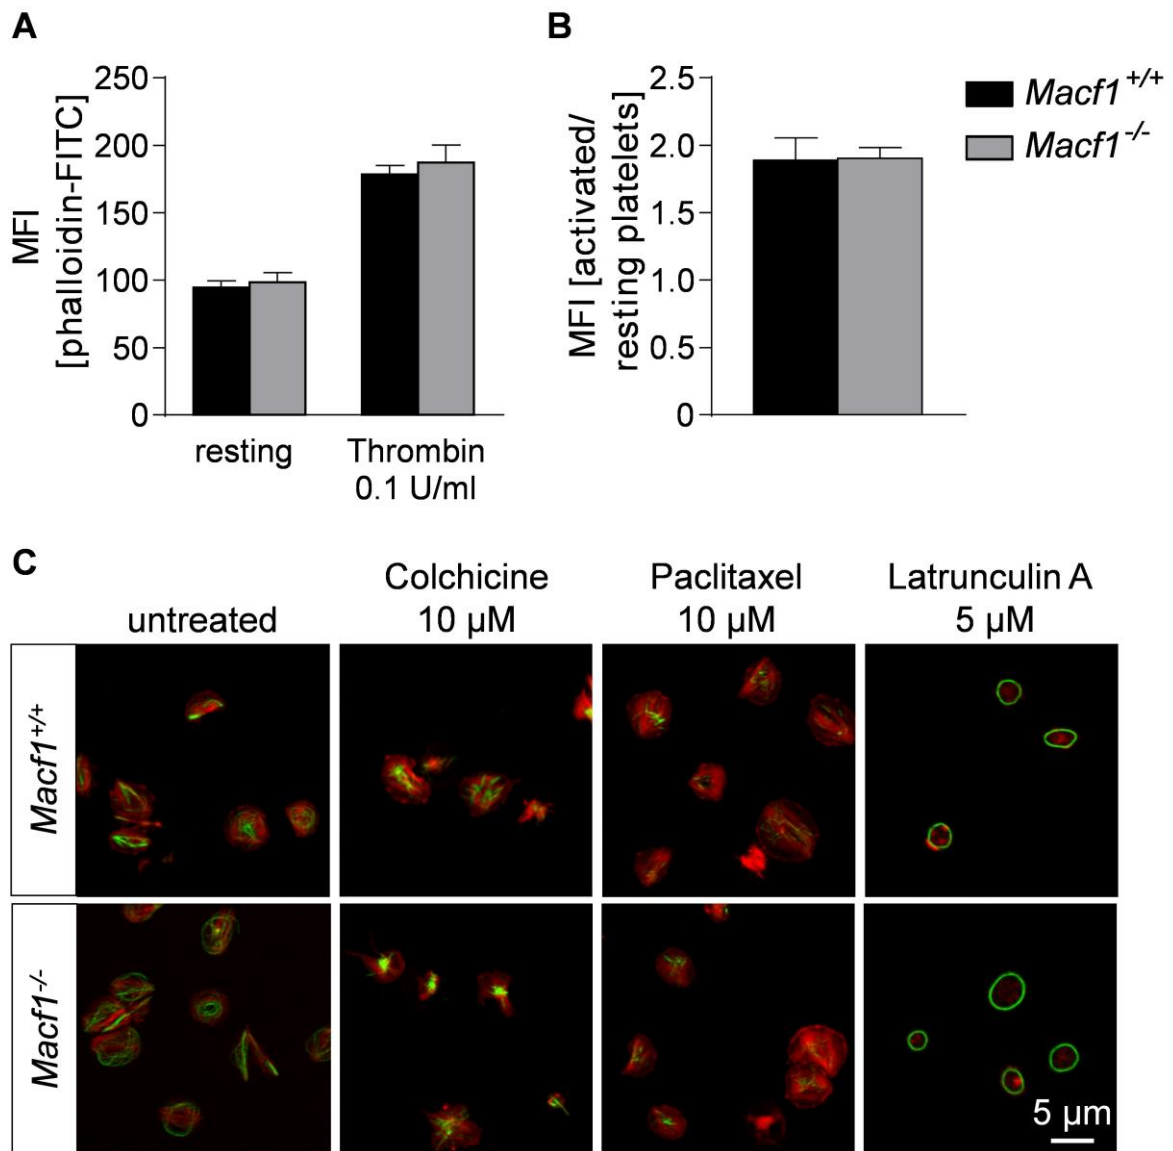 A
MFI
[phalloidin-FITC]
250
200
150
100
50
0
resting
Thrombin
0.1 U/ml
B
MFI [activated/
resting platelets]
2.5
2.0
1.5
1.0
0.5
0
Macf1+/+
Macf1-/-
C
untreated
Colchicine
10 µM
Paclitaxel
10 µM
Latrunculin A
5 µM
Macf1+/+
Macf1-/-
5 µm